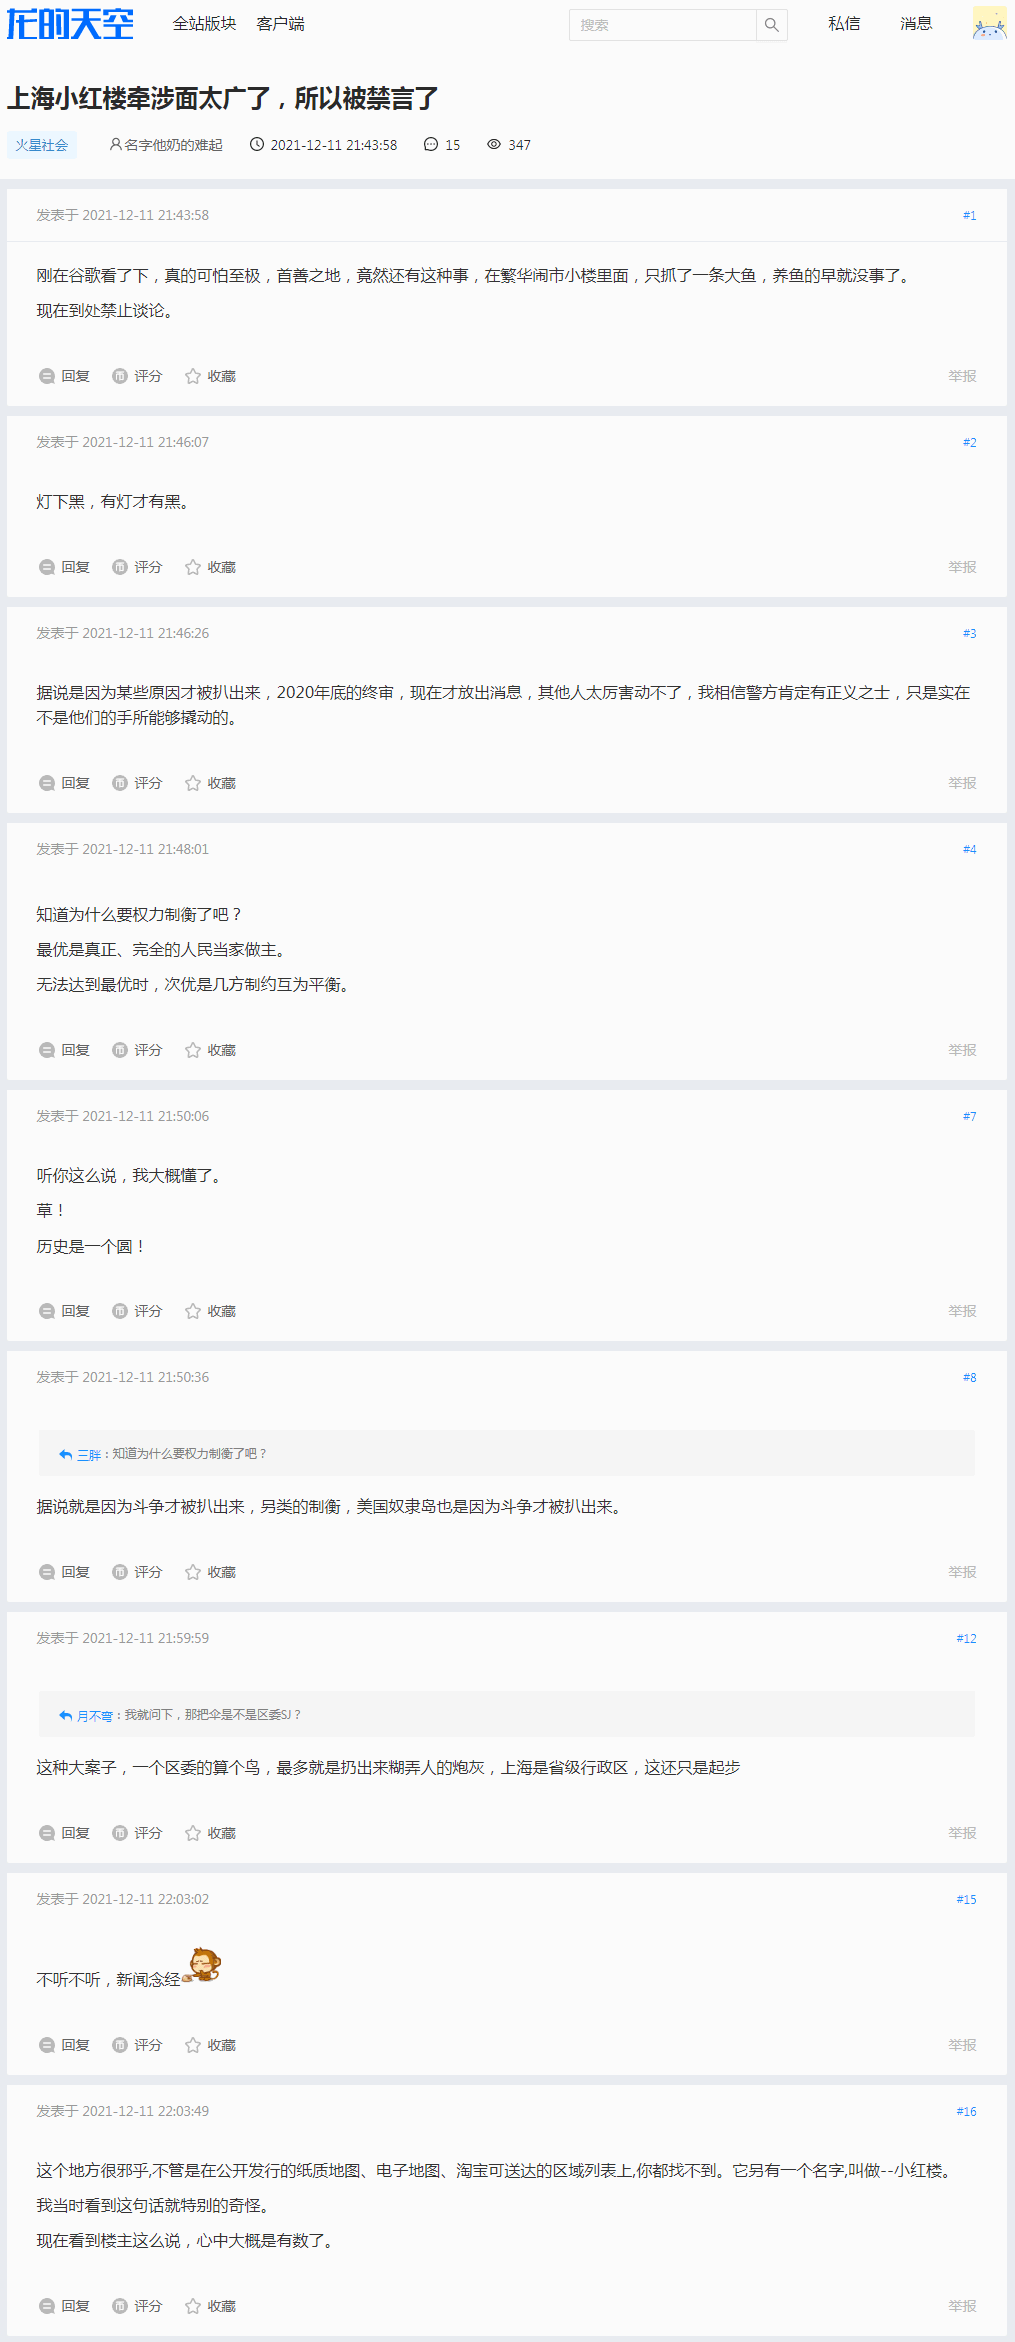 龙的天空 全站版块 客户端 搜索 私信 消息
上海小红楼牵涉面太广了，所以被禁言了
火星社会 名字他奶的难起 2021-12-11 21:43:58 15 347
发表于 2021-12-11 21:43:58 #1
刚在谷歌看了下，真的可怕至极，首善之地，竟然还有这种事，在繁华闹市小楼里面，只抓了一条大鱼，养鱼的早就没事了。
现在到处禁止谈论。
回复 评分 收藏 举报
发表于 2021-12-11 21:46:07 #2
灯下黑，有灯才有黑。
回复 评分 收藏 举报
发表于 2021-12-11 21:46:26 #3
据说是因为某些原因才被扒出来，2020年底的终审，现在才放出消息，其他人太厉害动不了，我相信警方肯定有正义之士，只是实在
不是他们的手所能够撬动的。
回复 评分 收藏 举报
发表于 2021-12-11 21:48:01 #4
知道为什么要权力制衡了吧？
最优是真正、完全的人民当家做主。
无法达到最优时，次优是几方制约互为平衡。
回复 评分 收藏 举报
发表于 2021-12-11 21:50:06 #7
听你这么说，我大概懂了。
草！
历史是一个圆！
回复 评分 收藏 举报
发表于 2021-12-11 21:50:36 #8
三胖：知道为什么要权力制衡了吧？
据说就是因为斗争才被扒出来，另类的制衡，美国奴隶岛也是因为斗争才被扒出来。
回复 评分 收藏 举报
发表于 2021-12-11 21:59:59 #12
月不弯：我就问下，那把伞是不是区委SJ？
这种大案子，一个区委的算个鸟，最多就是扔出来糊弄人的炮灰，上海是省级行政区，这还只是起步
回复 评分 收藏 举报
发表于 2021-12-11 22:03:02 #15
不听不听，新闻念经
回复 评分 收藏 举报
发表于 2021-12-11 22:03:49 #16
这个地方很邪乎,不管是在公开发行的纸质地图、电子地图、淘宝可送达的区域列表上,你都找不到。它另有一个名字,叫做--小红楼。
我当时看到这句话就特别的奇怪。
现在看到楼主这么说，心中大概是有数了。
回复 评分 收藏 举报